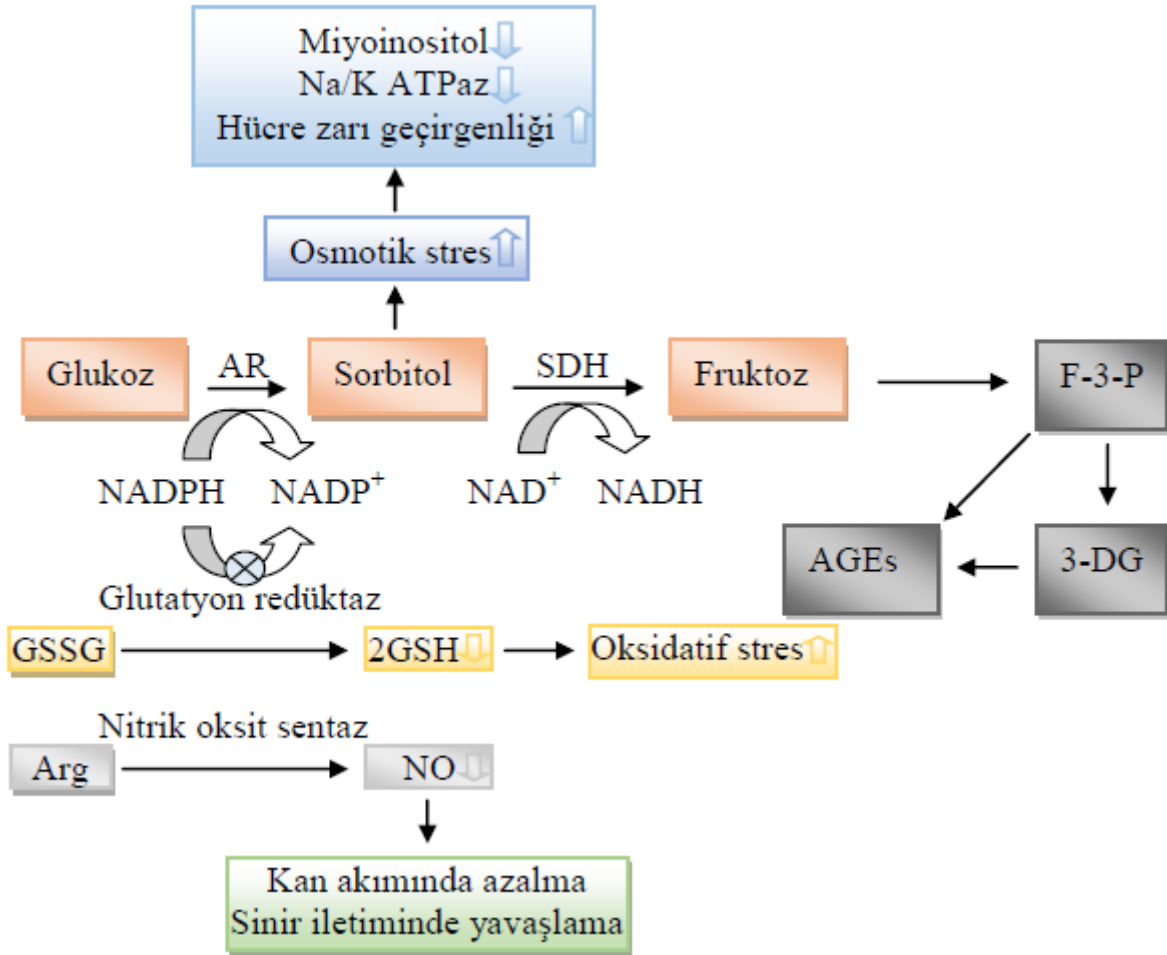 Miyoinositol
Na/K ATPaz
Hücre zarı geçirgenliği
Osmotik stres
Glukoz
AR
Sorbitol
SDH
Fruktoz
F-3-P
NADPH
NADP+
NAD+
NADH
AGEs
3-DG
Glutatyon redüktaz
GSSG
2GSH
Oksidatif stres
Nitrik oksit sentaz
Arg
NO
Kan akımında azalma
Sinir iletiminde yavaşlama